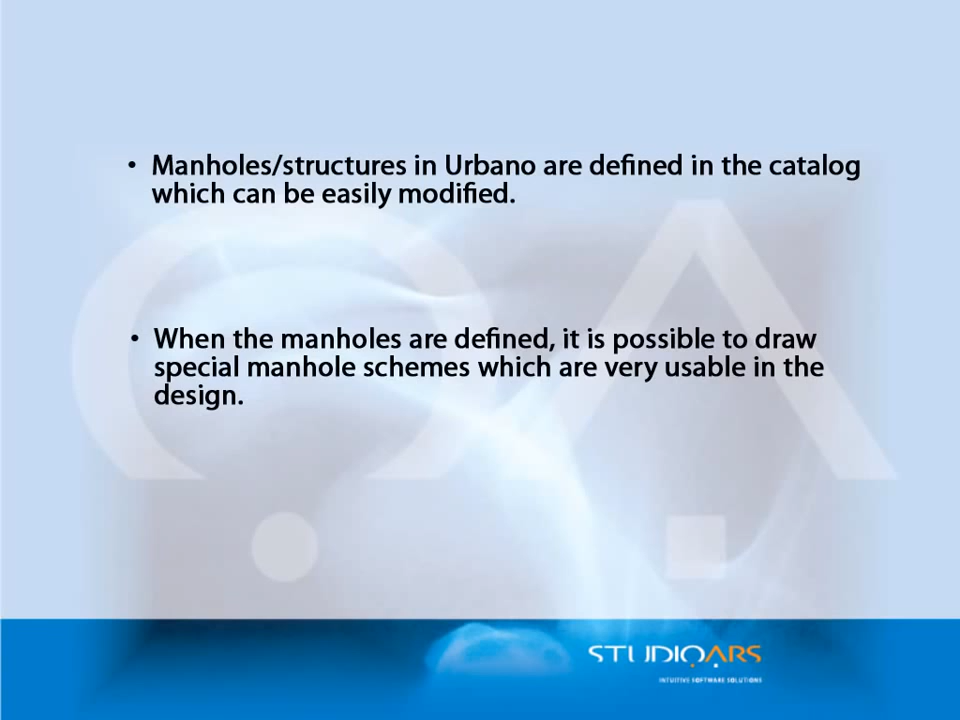 • Manholes/structures in Urbano are defined in the catalog
which can be easily modified.
• When the manholes are defined, it is possible to draw
special manhole schemes which are very usable in the
design.
STUDIOARS
INTUITIVE SOFTWARE SOLUTIONS